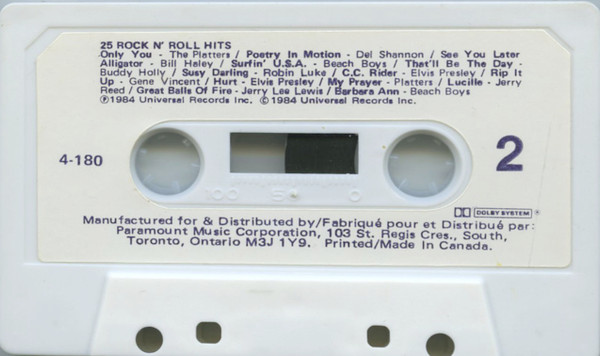 25 ROCK N' ROLL HITS
Only You - The Platters / Poetry In Motion - Del Shannon / See You Later
Alligator - Bill Heley / Surfin' U.S.A. - Beach Boys / That'll Be The Day -
Buddy Holly / Susy Darling - Robin Luke / C.C. Rider - Elvis Presley / Rip It
Up - Gene Vincent / Hurt - Elvis Presley / My Prayer - Platters / Lucille - Jerry
Reed / Great Balls Of Fire - Jerry Lee Lewis / Barbara Ann - Beach Boys
℗1984 Universal Records Inc. ©1984 Universal Records Inc.
4-180
2
100 5 0
DOLBY SYSTEM ®
Manufactured for & Distributed by/Fabriqué pour et Distribué par:
Paramount Music Corporation, 103 St. Regis Cres., South,
Toronto, Ontario M3J 1Y9. Printed/Made In Canada.